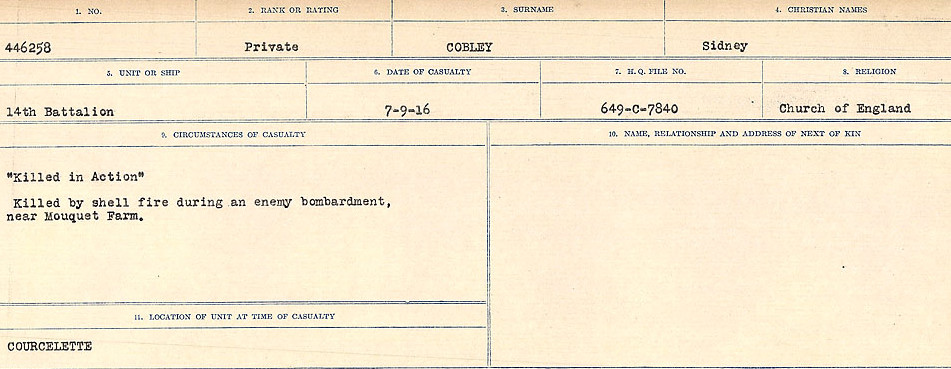 1. NO. 2. RANK OR RATING 3. SURNAME 4. CHRISTIAN NAMES
446258 Private COBLEY Sidney
5. UNIT OR SHIP 6. DATE OF CASUALTY 7. H. Q. FILE NO. 8. RELIGION
14th Battalion 7-9-16 649-C-7840 Church of England
9. CIRCUMSTANCES OF CASUALTY 10. NAME, RELATIONSHIP AND ADDRESS OF NEXT OF KIN
"Killed in Action"
Killed by shell fire during an enemy bombardment,
near Mouquet Farm.
11. LOCATION OF UNIT AT TIME OF CASUALTY
COURCELETTE